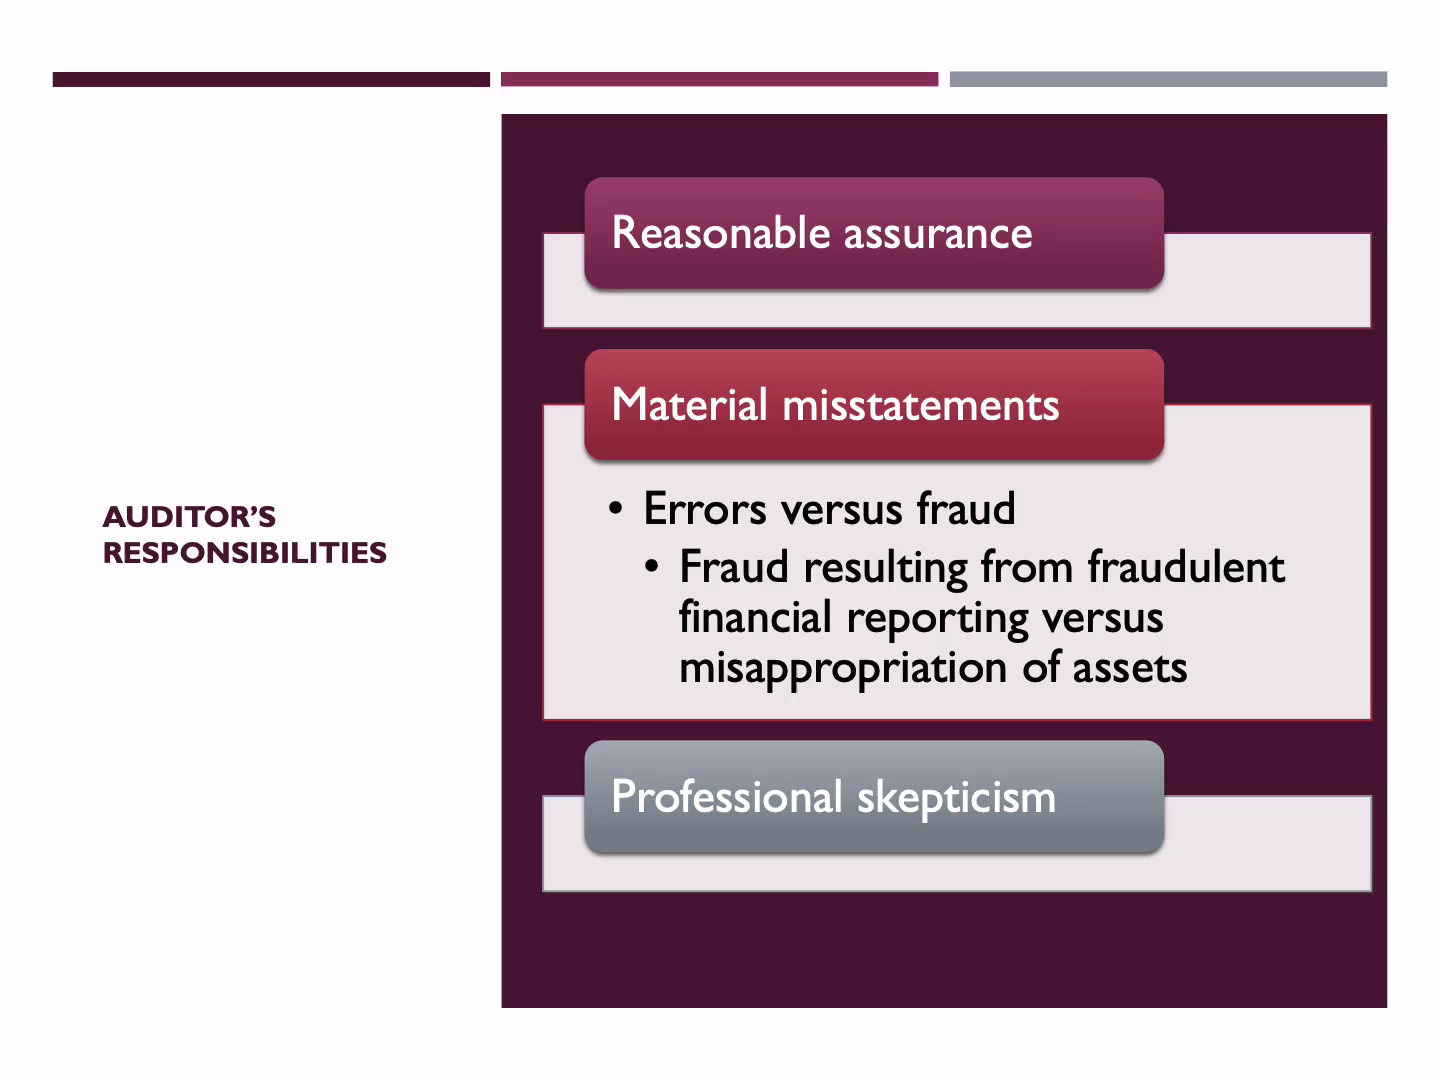 AUDITOR’S
RESPONSIBILITIES
Reasonable assurance
Material misstatements
• Errors versus fraud
• Fraud resulting from fraudulent
financial reporting versus
misappropriation of assets
Professional skepticism